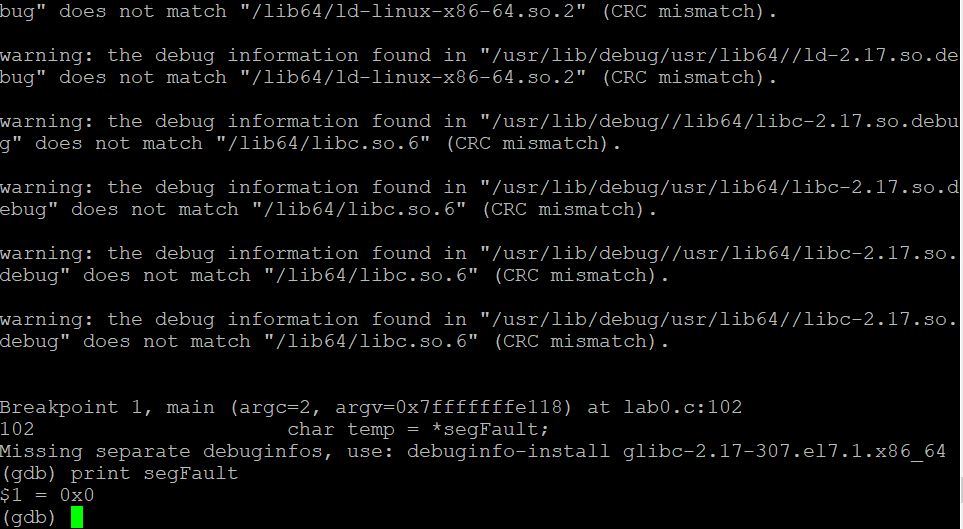 bug" does not match "/lib64/ld-linux-x86-64.so.2" (CRC mismatch).
warning: the debug information found in "/usr/lib/debug/usr/lib64//ld-2.17.so.de
bug" does not match "/lib64/ld-linux-x86-64.so.2" (CRC mismatch).
warning: the debug information found in "/usr/lib/debug//lib64/libc-2.17.so.debu
g" does not match "/lib64/libc.so.6" (CRC mismatch).
warning: the debug information found in "/usr/lib/debug/usr/lib64/libc-2.17.so.d
ebug" does not match "/lib64/libc.so.6" (CRC mismatch).
warning: the debug information found in "/usr/lib/debug//usr/lib64/libc-2.17.so.
debug" does not match "/lib64/libc.so.6" (CRC mismatch).
warning: the debug information found in "/usr/lib/debug/usr/lib64//libc-2.17.so.
debug" does not match "/lib64/libc.so.6" (CRC mismatch).
Breakpoint 1, main (argc=2, argv=0x7fffffffe118) at lab0.c:102
102                     char temp = *segFault;
Missing separate debuginfos, use: debuginfo-install glibc-2.17-307.el7.1.x86_64
(gdb) print segFault
$1 = 0x0
(gdb)